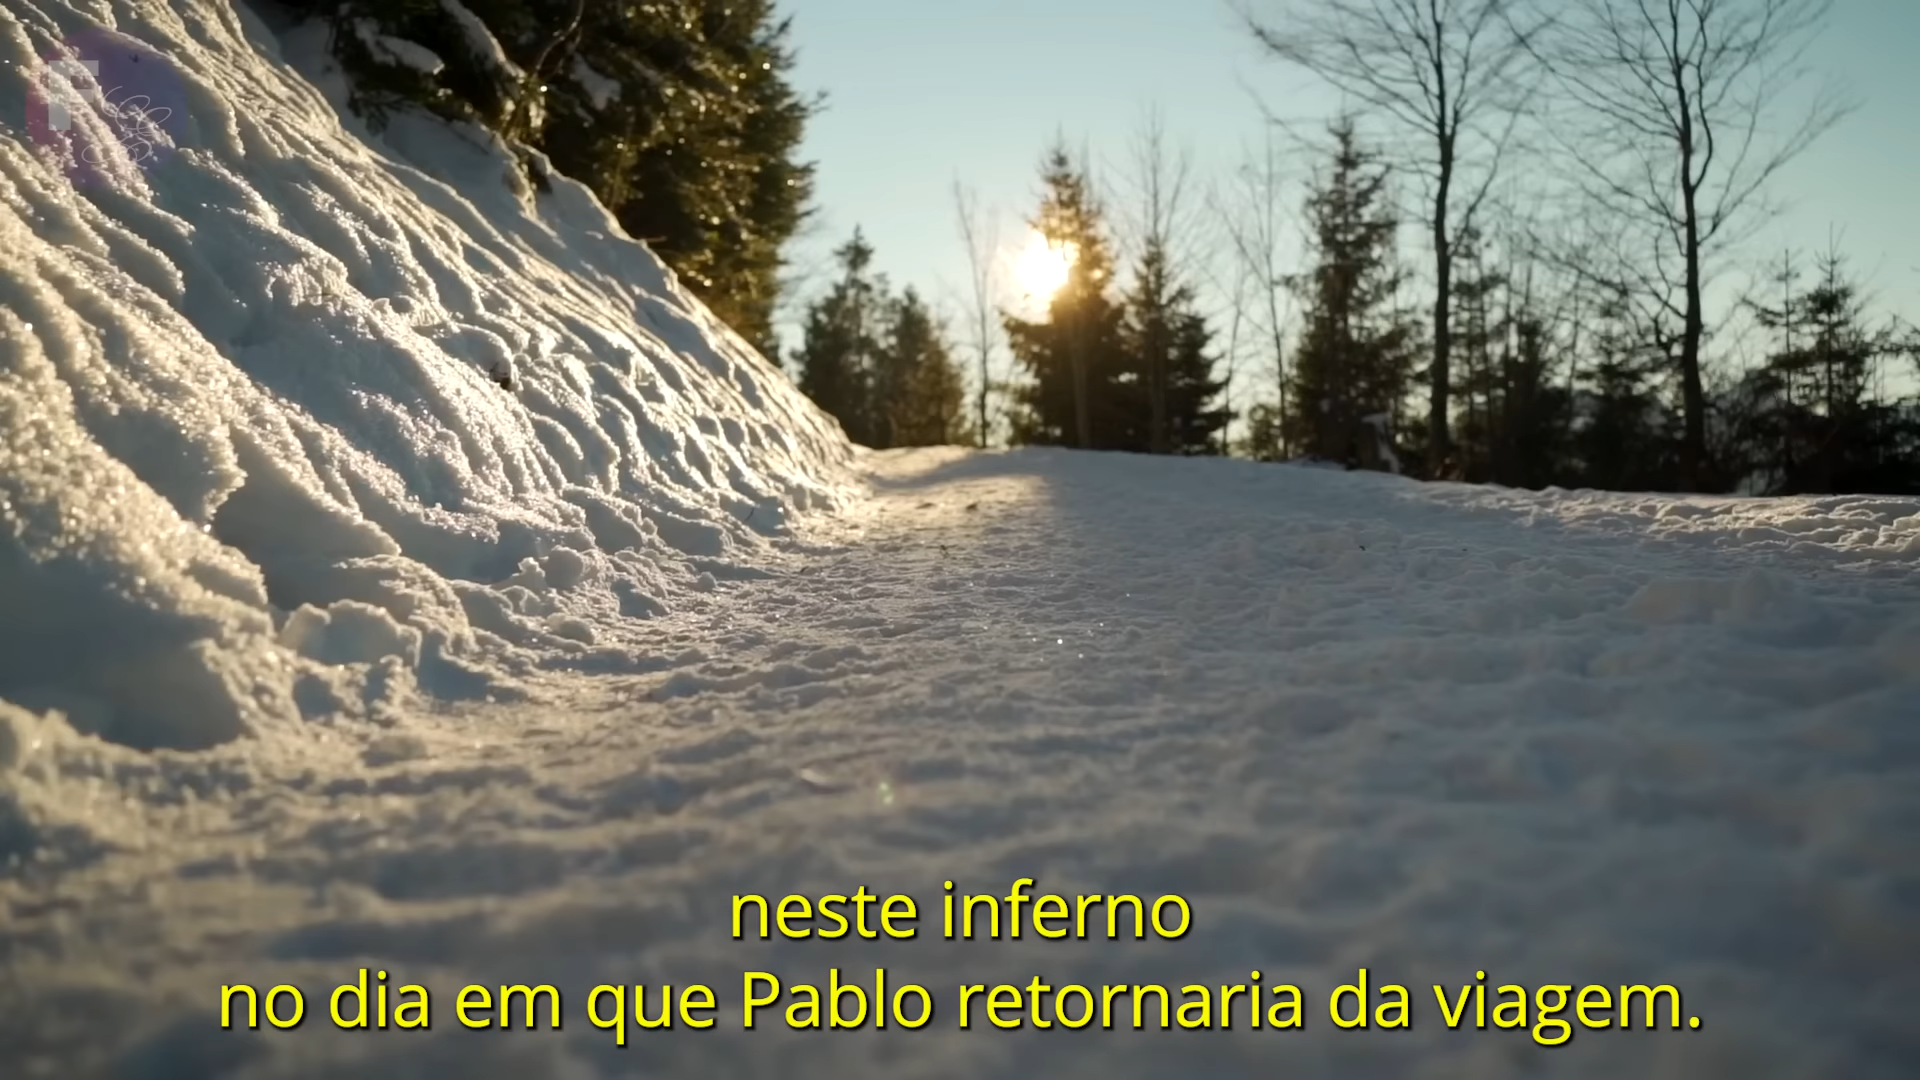 F
neste inferno
no dia em que Pablo retornaria da viagem.